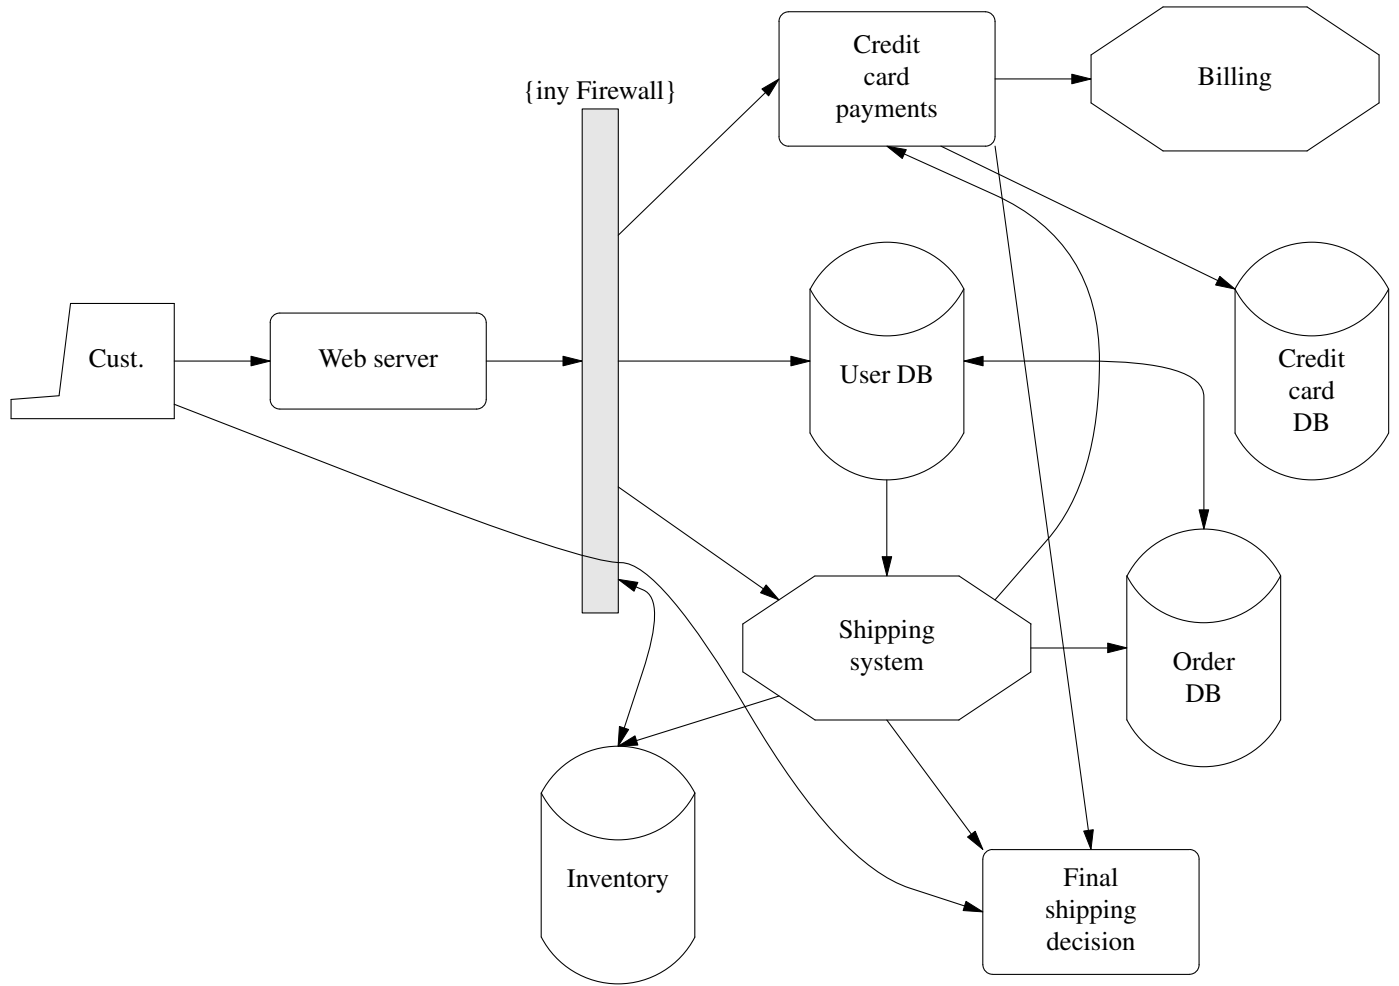 Credit
card
payments
Billing
{iny Firewall}
Cust.
Web server
User DB
Credit
card
DB
Shipping
system
Order
DB
Inventory
Final
shipping
decision